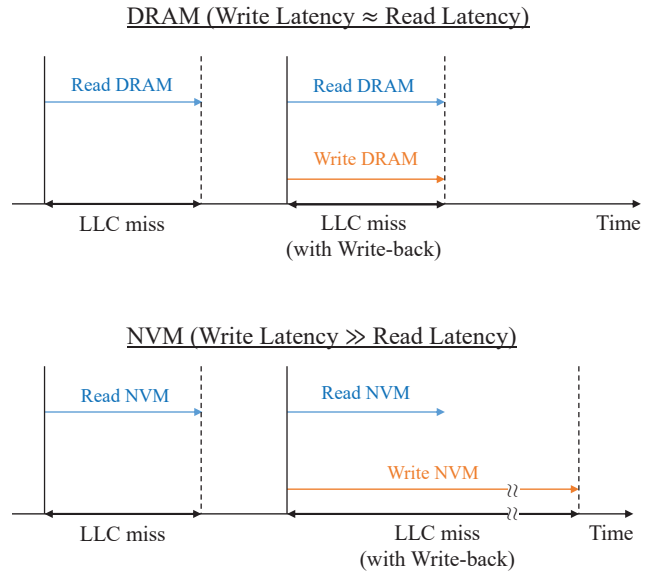 DRAM (Write Latency ≈ Read Latency)
Read DRAM
Read DRAM
Write DRAM
LLC miss
LLC miss
(with Write-back)
Time
NVM (Write Latency ≫ Read Latency)
Read NVM
Read NVM
Write NVM
LLC miss
LLC miss
(with Write-back)
Time